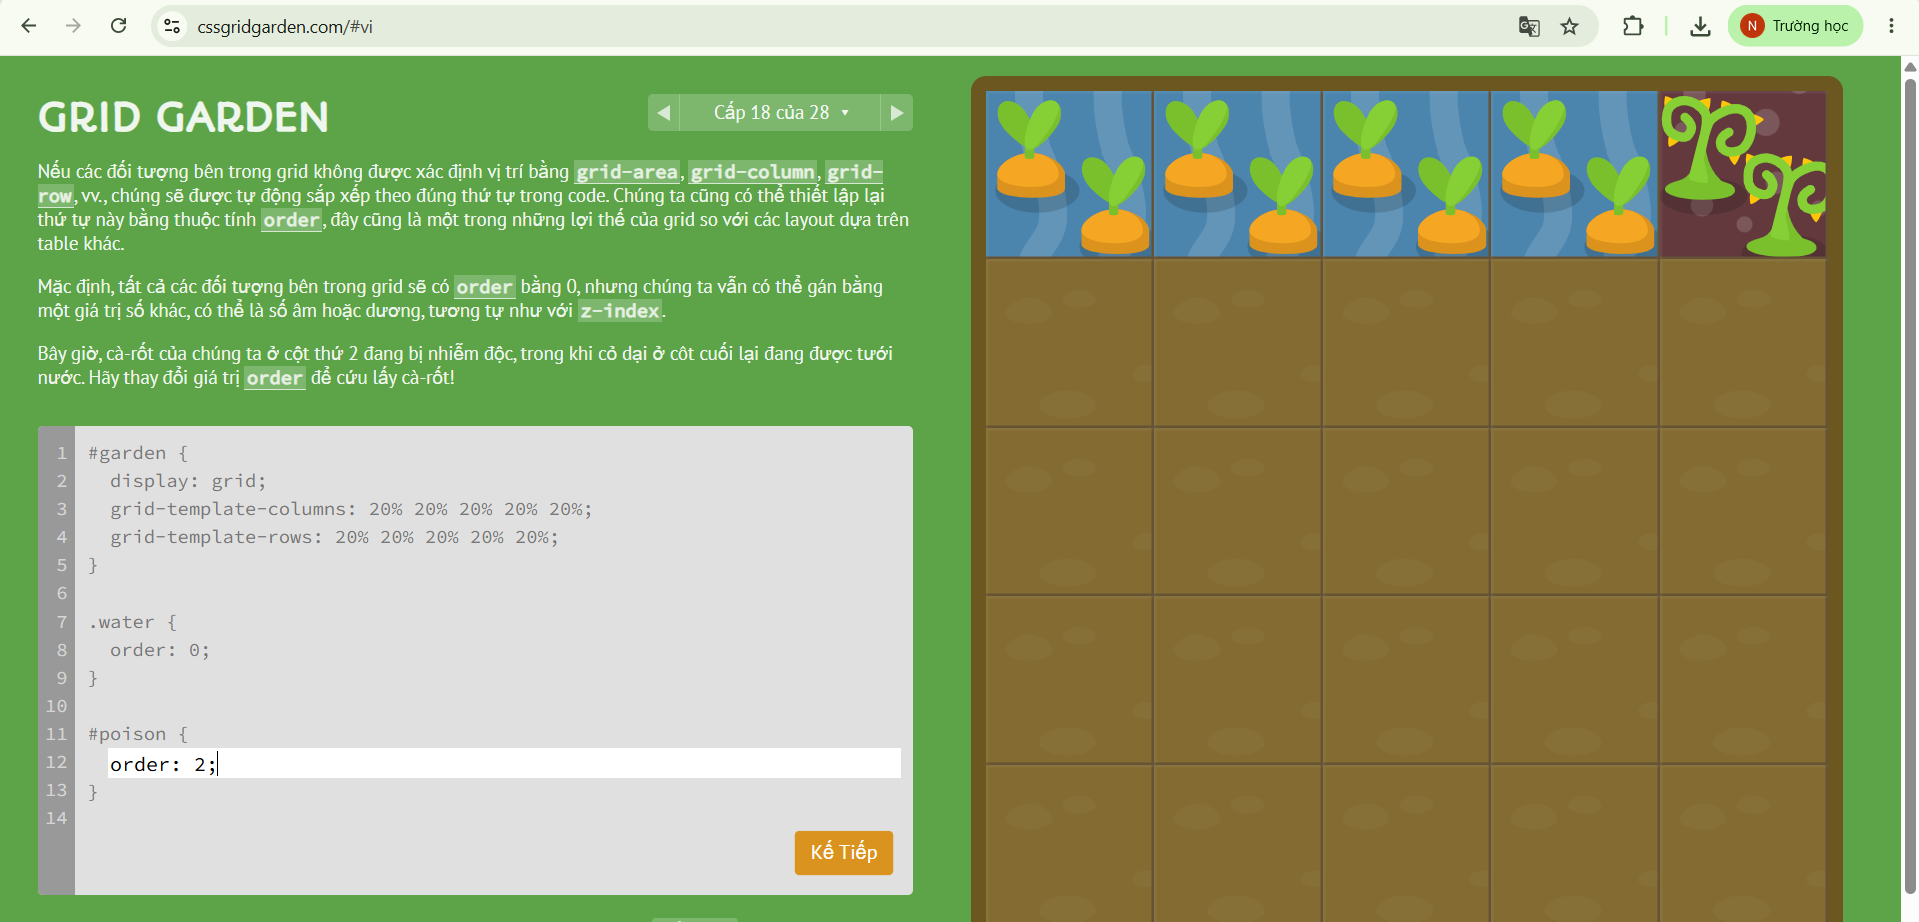 cssgridgarden.com/#vi
N Trường học
GRID GARDEN
Cấp 18 của 28
Nếu các đối tượng bên trong grid không được xác định vị trí bằng grid-area, grid-column, grid-
row, vv., chúng sẽ được tự động sắp xếp theo đúng thứ tự trong code. Chúng ta cũng có thể thiết lập lại
thứ tự này bằng thuộc tính order, đây cũng là một trong những lợi thế của grid so với các layout dựa trên
table khác.
Mặc định, tất cả các đối tượng bên trong grid sẽ có order bằng 0, nhưng chúng ta vẫn có thể gán bằng
một giá trị số khác, có thể là số âm hoặc dương, tương tự như với z-index.
Bây giờ, cà-rốt của chúng ta ở cột thứ 2 đang bị nhiễm độc, trong khi cỏ dại ở côt cuối lại đang được tưới
nước. Hãy thay đổi giá trị order để cứu lấy cà-rốt!
1 #garden {
2 display: grid;
3 grid-template-columns: 20% 20% 20% 20% 20%;
4 grid-template-rows: 20% 20% 20% 20% 20%;
5 }
6
7 .water {
8 order: 0;
9 }
10
11 #poison {
12 order: 2;
13 }
14
Kế Tiếp